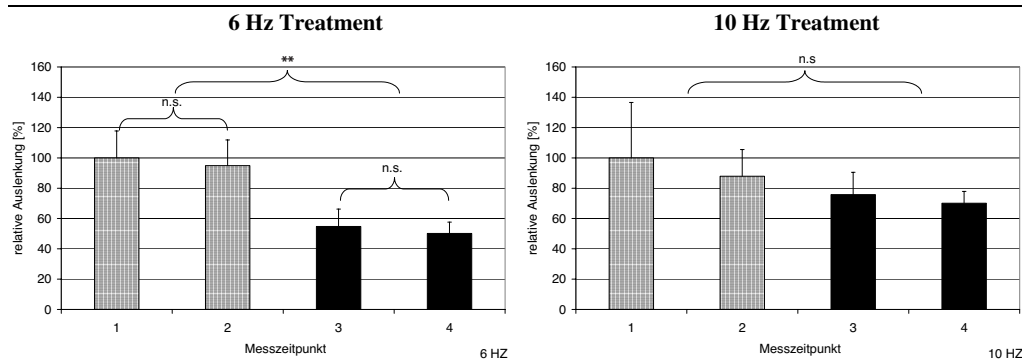 6 Hz Treatment
160
140
120
100
80
60
40
20
0
relative Auslenkung [%]
n.s.
**
n.s.
1 2 3 4
Messzeitpunkt
6 HZ
10 Hz Treatment
160
140
120
100
80
60
40
20
0
relative Auslenkung [%]
n.s
1 2 3 4
Messzeitpunkt
10 HZ